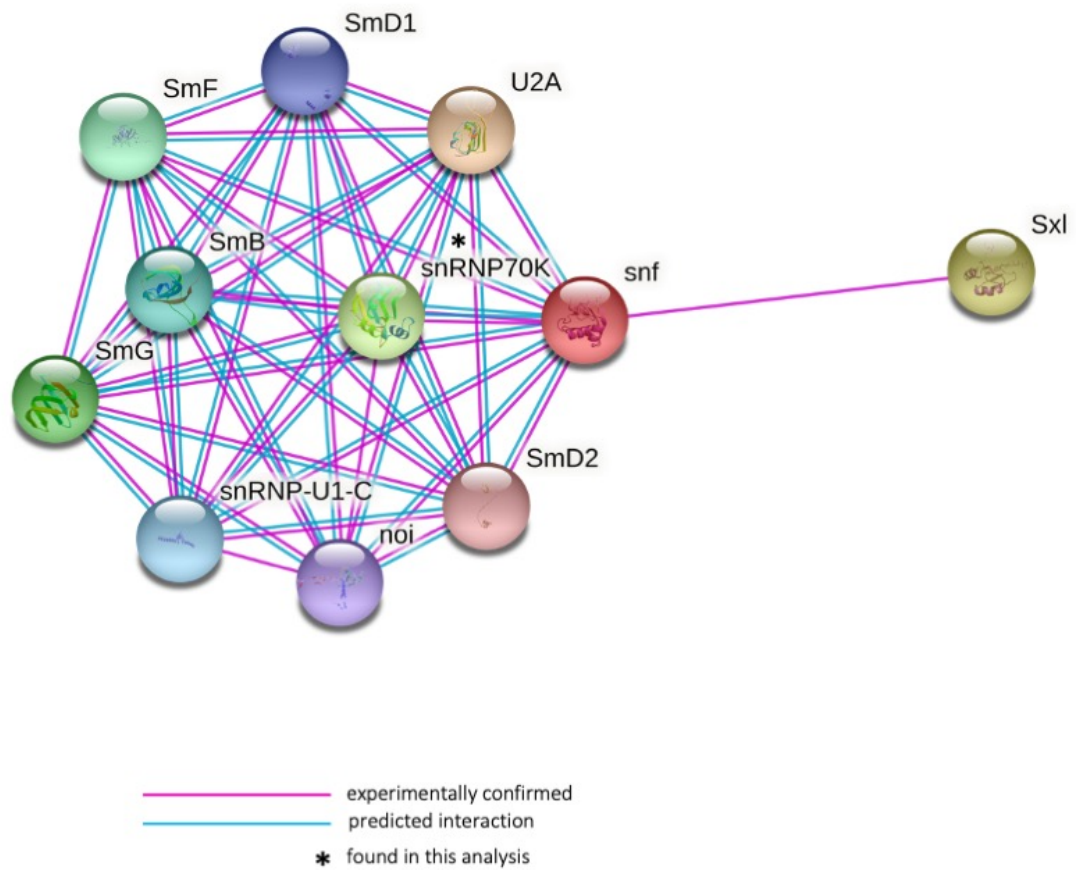 SmD1
SmF
U2A
Sxl
SmB
*
snRNP70K
snf
SmG
SmD2
snRNP-U1-C
noi
experimentally confirmed
predicted interaction
* found in this analysis